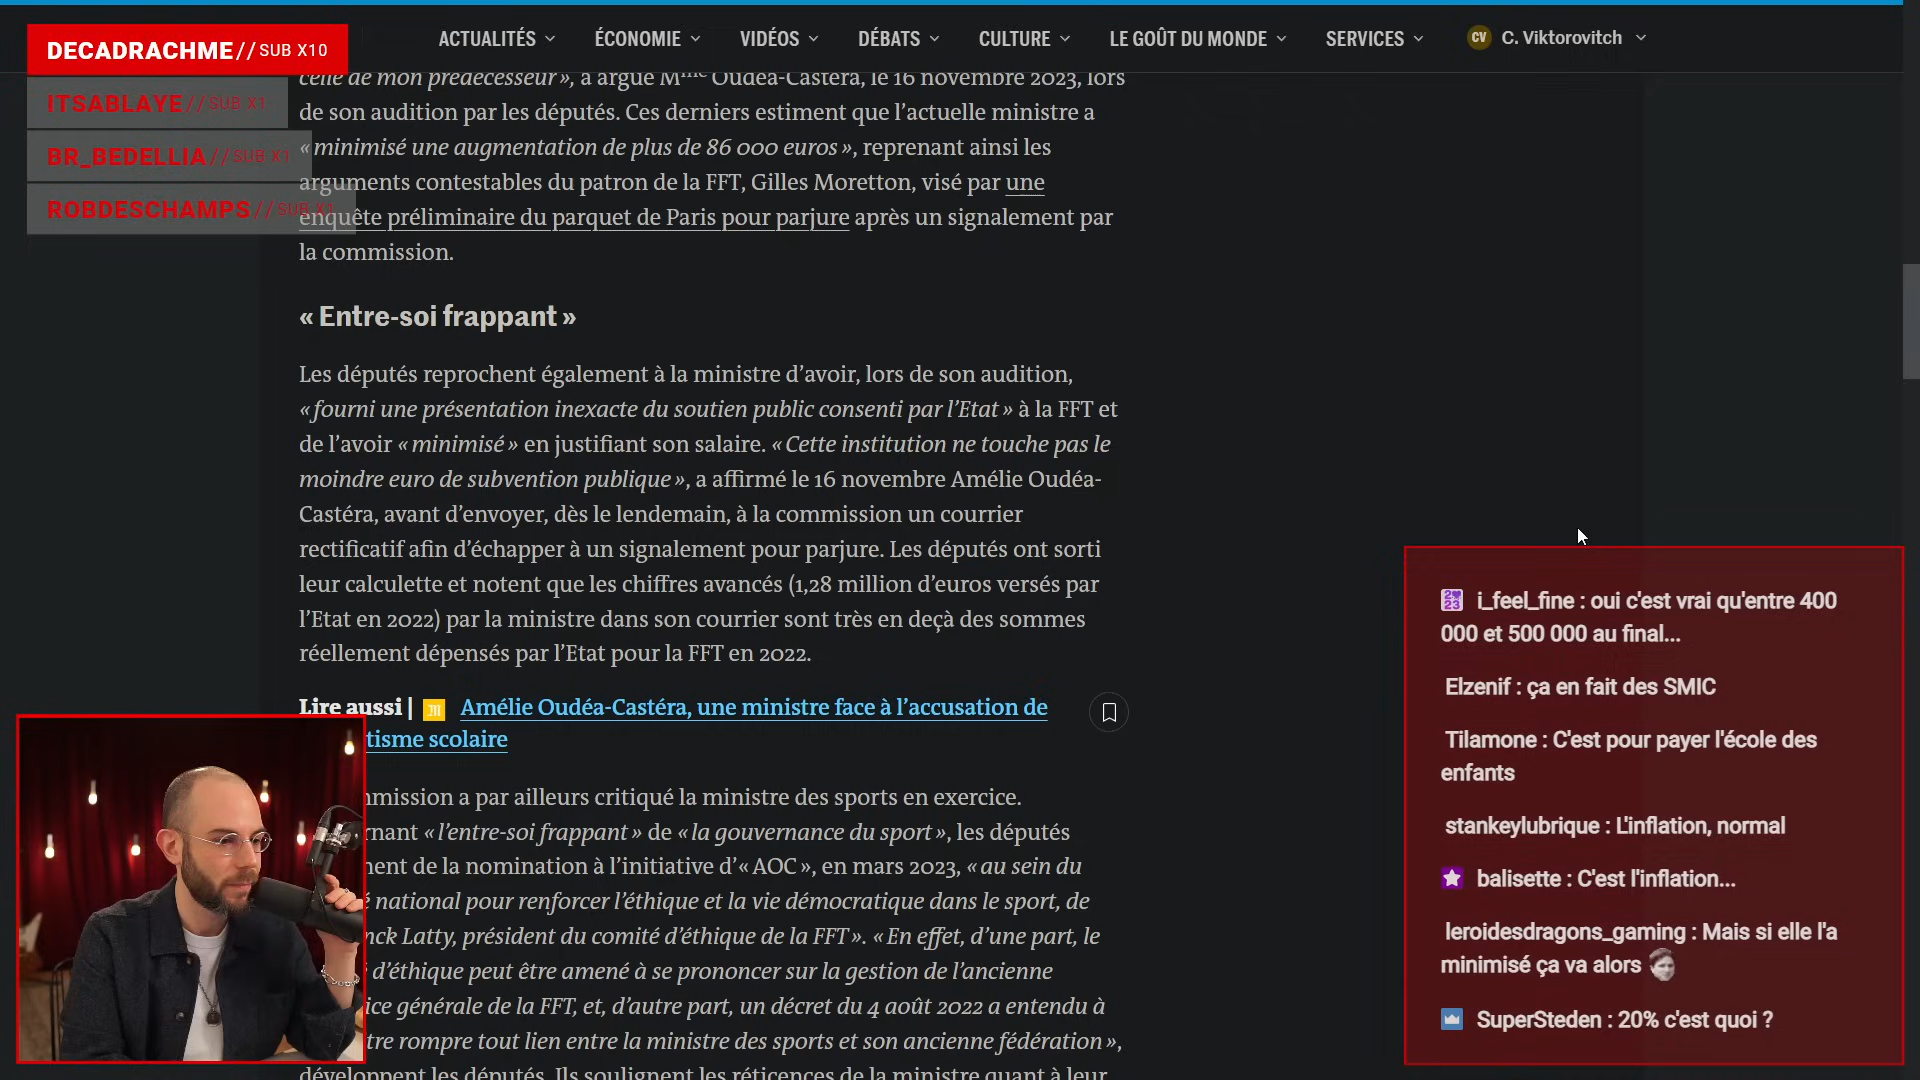 DECADRACHME // SUB X10
ITSABLAYE // SUB X1
BR_BEDELLIA // SUB X1
ROBDESCHAMPS // SUB X1
ACTUALITÉS ÉCONOMIE VIDÉOS DÉBATS CULTURE LE GOÛT DU MONDE SERVICES CV C. Viktorovitch
celle de mon prédécesseur », a argué Mme Oudéa-Castéra, le 16 novembre 2023, lors
de son audition par les députés. Ces derniers estiment que l’actuelle ministre a
« minimisé une augmentation de plus de 86 000 euros », reprenant ainsi les
arguments contestables du patron de la FFT, Gilles Moretton, visé par une
enquête préliminaire du parquet de Paris pour parjure après un signalement par
la commission.
« Entre-soi frappant »
Les députés reprochent également à la ministre d’avoir, lors de son audition,
« fourni une présentation inexacte du soutien public consenti par l’Etat » à la FFT et
de l’avoir « minimisé » en justifiant son salaire. « Cette institution ne touche pas le
moindre euro de subvention publique », a affirmé le 16 novembre Amélie Oudéa-
Castéra, avant d’envoyer, dès le lendemain, à la commission un courrier
rectificatif afin d’échapper à un signalement pour parjure. Les députés ont sorti
leur calculette et notent que les chiffres avancés (1,28 million d’euros versés par
l’Etat en 2022) par la ministre dans son courrier sont très en deçà des sommes
réellement dépensés par l’Etat pour la FFT en 2022.
Lire aussi | Amélie Oudéa-Castéra, une ministre face à l’accusation de
tisme scolaire
mmission a par ailleurs critiqué la ministre des sports en exercice.
rnant « l’entre-soi frappant » de « la gouvernance du sport », les députés
nent de la nomination à l’initiative d’« AOC », en mars 2023, « au sein du
é national pour renforcer l’éthique et la vie démocratique dans le sport, de
nck Latty, président du comité d’éthique de la FFT ». « En effet, d’une part, le
d’éthique peut être amené à se prononcer sur la gestion de l’ancienne
ice générale de la FFT, et, d’autre part, un décret du 4 août 2022 a entendu à
tre rompre tout lien entre la ministre des sports et son ancienne fédération »,
développent les députés. Ils soulignent les réticences de la ministre quant à leur
i_feel_fine : oui c'est vrai qu'entre 400
000 et 500 000 au final...
Elzenif : ça en fait des SMIC
Tilamone : C'est pour payer l'école des
enfants
stankeylubrique : L'inflation, normal
balisette : C'est l'inflation...
leroidesdragons_gaming : Mais si elle l'a
minimisé ça va alors
SuperSteden : 20% c'est quoi ?